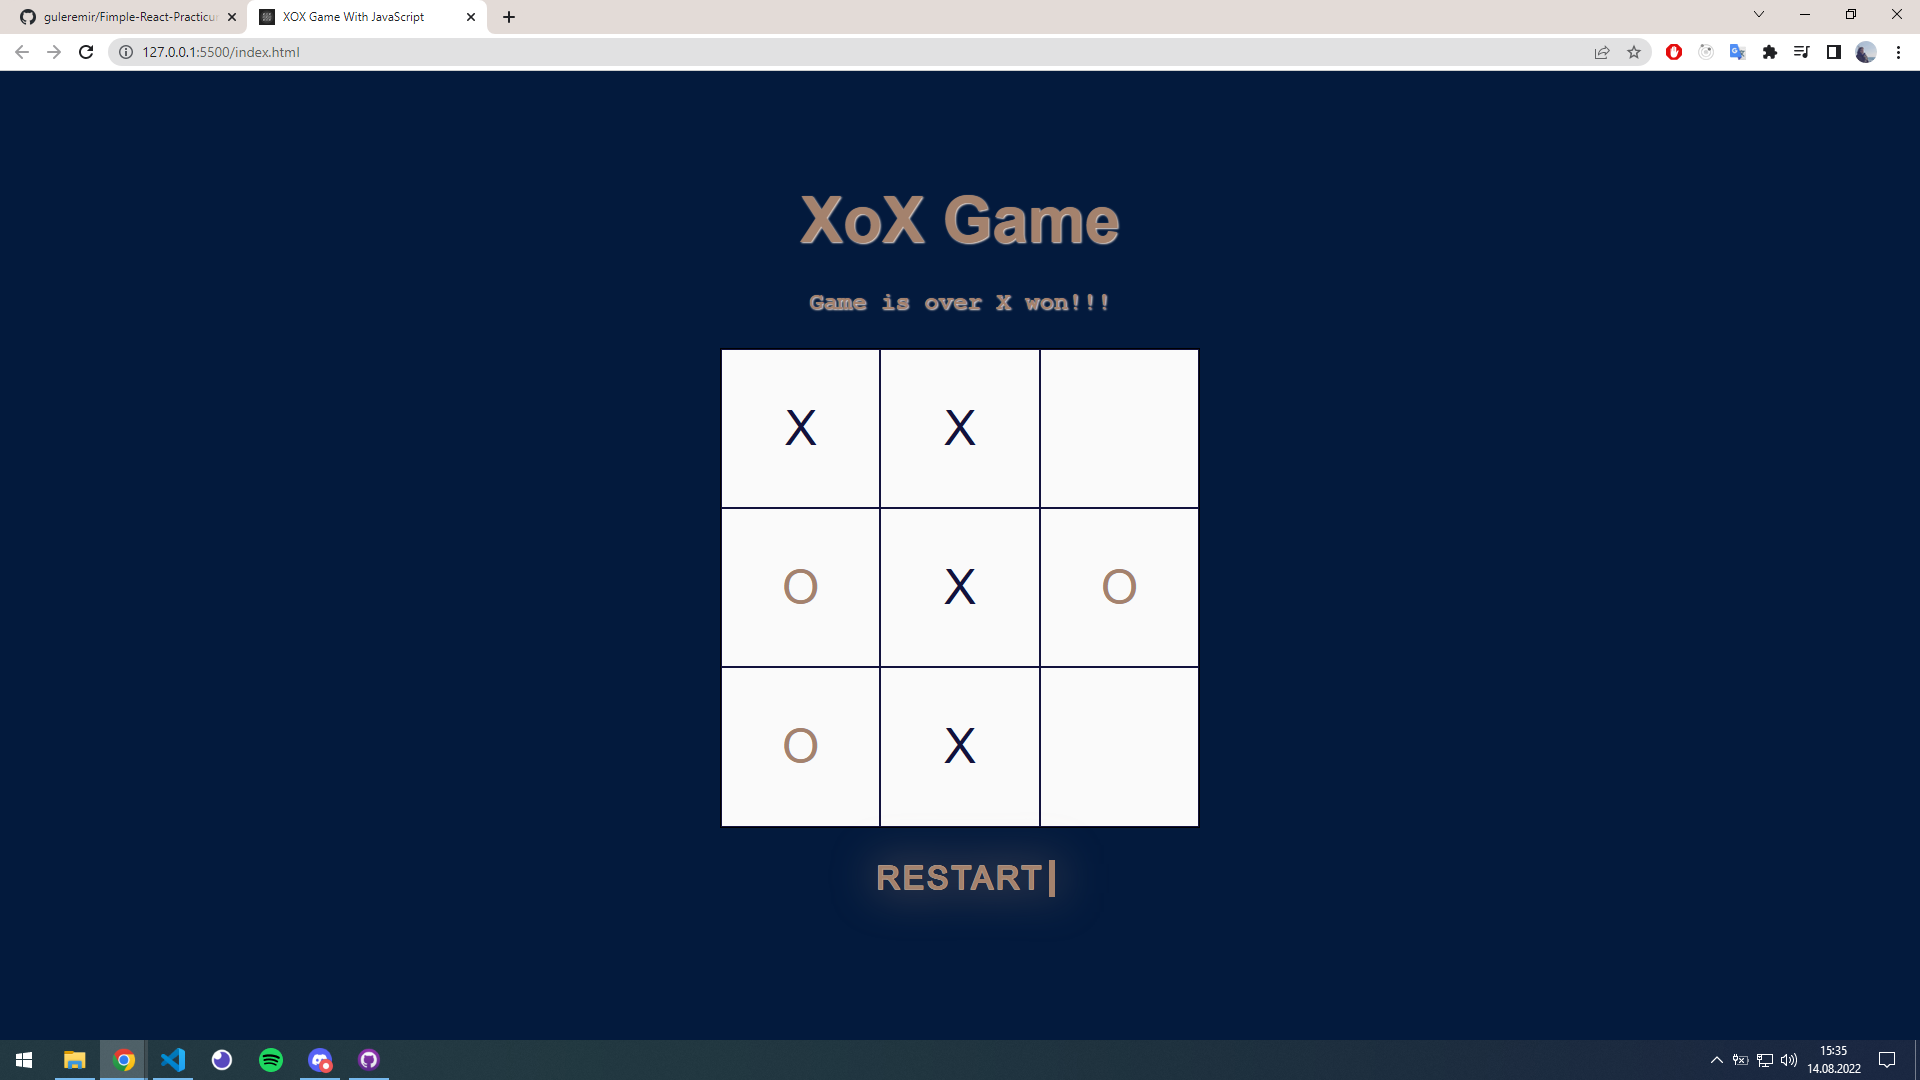 guleremir/Fimple-React-Practicu
XOX Game With JavaScript
127.0.0.1:5500/index.html
XoX Game
Game is over X won!!!
X X
O X O
O X
RESTART
15:35
14.08.2022